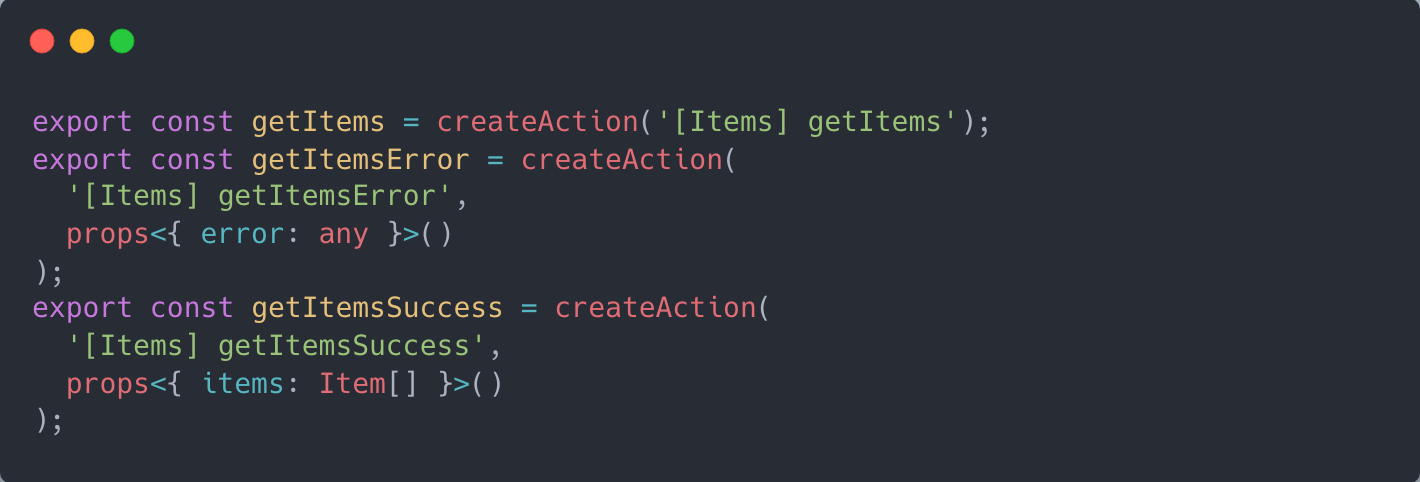 export const getItems = createAction('[Items] getItems');
export const getItemsError = createAction(
  '[Items] getItemsError',
  props<{ error: any }>()
);
export const getItemsSuccess = createAction(
  '[Items] getItemsSuccess',
  props<{ items: Item[] }>()
);